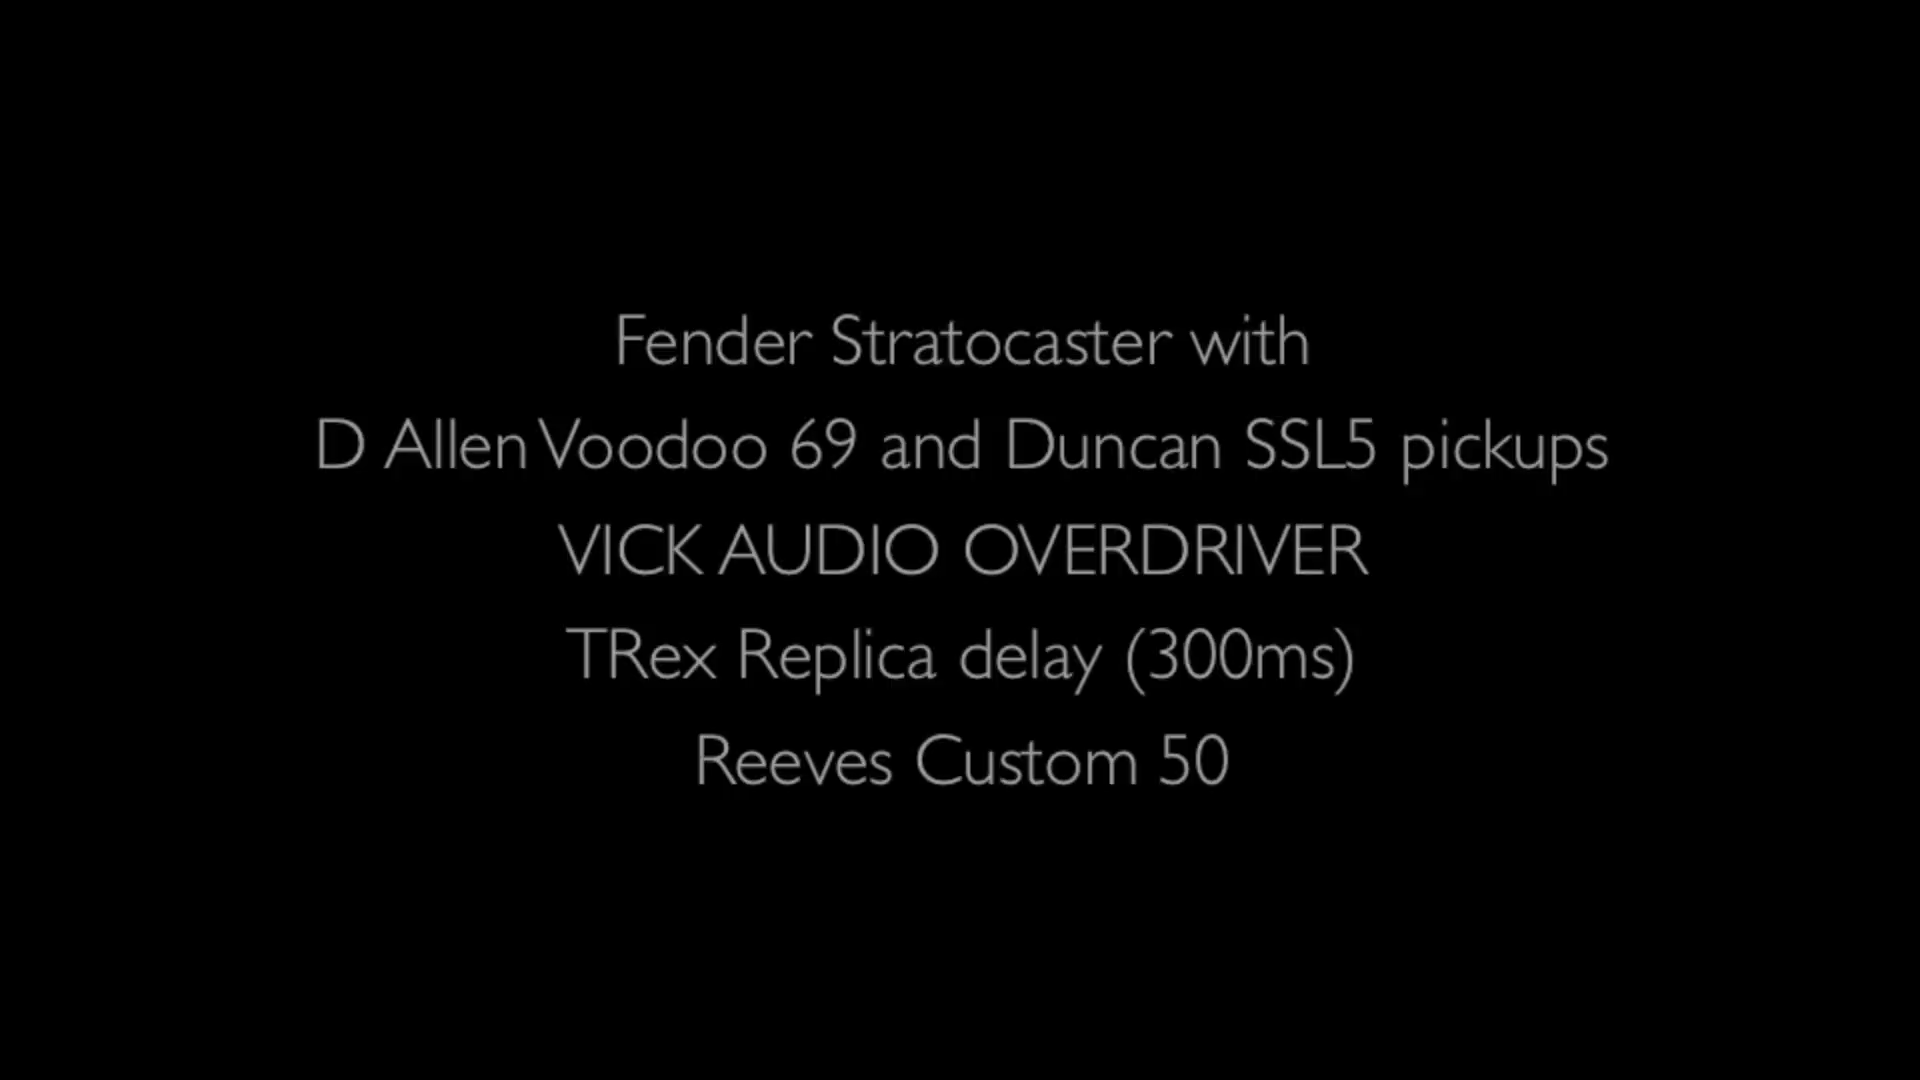 Fender Stratocaster with
D Allen Voodoo 69 and Duncan SSL5 pickups
VICK AUDIO OVERDRIVER
TRex Replica delay (300ms)
Reeves Custom 50